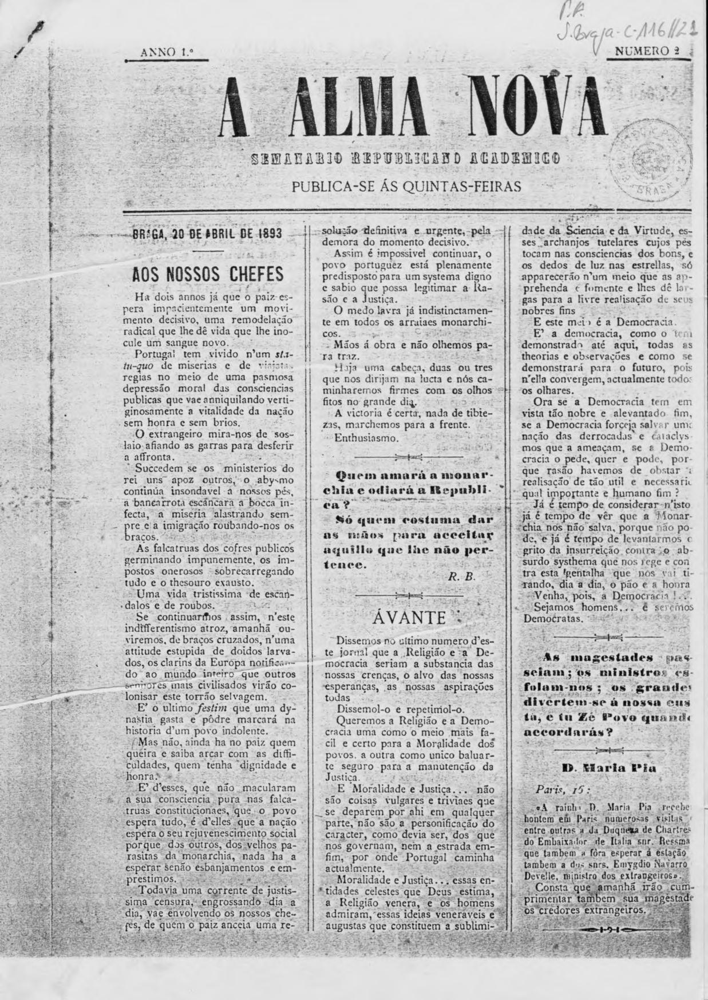 P.A.
ANNO 1.º
NUMERO 2
A ALMA NOVA
SEMANARIO REPUBLICANO ACADEMICO
PUBLICA-SE ÁS QUINTAS-FEIRAS
BRAGA, 20 DE ABRIL DE 1893
AOS NOSSOS CHEFES
Ha dois annos já que o paiz es-
pera impacientemente um movi-
mento decisivo, uma remodelação
radical que lhe dê vida que lhe ino-
cule um sangue novo.
Portugal tem vivido n'um sta-
tu-quo de miserias e de
regias no meio de uma pasmosa
depressão moral das consciencias
publicas que vae anniquilando verti-
ginosamente a vitalidade da nação
sem honra e sem brios.
O extrangeiro mira-nos de sos-
laio afiando as garras para desferir
a affronta.
Succedem se os ministerios do
rei uns apoz outros, o abysmo
continúa insondavel a nossos pés,
a bancarrota escâncara a bocca in-
fecta, a miseria alastrando sem-
pre e a imigração roubando-nos os
braços.
As falcatruas dos cofres publicos
germinando impunemente, os im-
postos onerosos sobrecarregando
tudo e o thesouro exausto.
Uma vida tristissima de escan-
dalos e de roubos.
Se continuarmos assim, n'este
indifferentismo atroz, amanhã ou-
viremos, de braços cruzados, n'uma
attitude estupida de doidos larva-
dos, os clarins da Europa notifican-
do ao mundo inteiro que outros
senhores mais civilisados virão co-
lonisar este torrão selvagem.
E' o ultimo festim que uma dy-
nastia gasta e pôdre marcará na
historia d'um povo indolente.
Mas não, ainda ha no paiz quem
queira e saiba arcar com as diffi-
culdades, quem tenha dignidade e
honra.
E' d'esses, que não macularam
a sua consciencia pura nas falca-
truas constitucionaes, que o povo
espera tudo, é d'elles que a nação
espera o seu rejuvenescimento social
porque dos outros, dos velhos pa-
rasitas da monarchia, nada ha a
esperar senão esbanjamentos e em-
prestimos.
Todavia uma corrente de justis-
sima censura, engrossando dia a
dia, vae envolvendo os nossos che-
fes, de quem o paiz anceia uma re-
solução definitiva e urgente, pela
demora do momento decisivo.
Assim é impossivel continuar, o
povo portuguez está plenamente
predisposto para um systema digno
e sabio que possa legitimar a Ra-
são e a Justiça.
O medo lavra já indistinctamen-
te em todos os arraiaes monarchi-
cos.
Mãos á obra e não olhemos pa-
ra traz.
Haja uma cabeça, duas ou tres
que nos dirijam na lucta e nós ca-
minharemos firmes com os olhos
fitos no grande dia.
A victoria é certa, nada de tibie-
zas, marchemos para a frente.
Enthusiasmo.
Quem amará a monar-
chia e odiará a Republi-
ca?
Só quem costuma dar
as mãos para acceitar
aquillo que lhe não per-
tence.
R. B.
ÁVANTE
Dissemos no ultimo numero d'es-
te jornal que a Religião e a De-
mocracia seriam a substancia das
nossas crenças, o alvo das nossas
esperanças, as nossas aspirações
todas
Dissemol-o e repetimol-o.
Queremos a Religião e a Demo-
cracia uma como o meio mais fa-
cil e certo para a Moralidade dos
povos, a outra como unico baluar-
te seguro para a manutenção da
Justiça.
E Moralidade e Justiça... não
são coisas vulgares e triviaes que
se deparem por ahi em qualquer
parte, não são a personificação do
caracter, como devia ser, dos que
nos governam, nem a estrada em-
fim, por onde Portugal caminha
actualmente.
Moralidade e Justiça... essas en-
tidades celestes que Deus estima,
a Religião venera, e os homens
admiram, essas ideias veneraveis e
augustas que constituem a sublimi-
dade da Sciencia e da Virtude, es-
ses archanjos tutelares cujos pés
tocam nas consciencias dos bons, e
os dedos de luz nas estrellas, só
apparecerão n'um meio que as ap-
prehenda e fomente e lhes dê lar-
gas para a livre realisação de seus
nobres fins
E este meio é a Democracia.
E' a democracia, como o tem
demonstrado até aqui, todas as
theorias e observações e como se
demonstrará para o futuro, pois
n'ella convergem, actualmente todos
os olhares.
Ora se a Democracia tem em
vista tão nobre e alevantado fim,
se a Democracia forceja salvar uma
nação das derrocadas e cataclys-
mos que a ameaçam, se a Demo-
cracia o pede, quer e pode, por-
que rasão havemos de obstar a
realisação de tão util e necessario
qual importante e humano fim ?
Já é tempo de considerar n'isto
já é tempo de vêr que a Monar-
chia nos não salva, porque não po-
de, e já é tempo de levantarmos o
grito da insurreição contra o ab-
surdo systhema que nos rege e con
tra esta gentalha que nos vai ti-
rando, dia a dia, o pão e a honra
Venha, pois, a Democracia !...
Sejamos homens... e seremos
Democratas.
As magestades pas-
seiam; os ministros es-
folam-nos; os grandes
divertem-se á nossa cus
ta, e tu Zé Povo quando
accordarás?
D. Maria Pia
Paris, 15:
«A rainha D. Maria Pia recebe
hontem em Paris numerosas visitas
entre outras a da Duqueza de Chartres
do Embaixador de Italia snr. Ressma
que tambem a fôra esperar á estação
tambem a dos snrs. Emygdio Navarro
Develle, ministro dos extrangeiros».
Consta que amanhã irão cum-
primentar tambem sua magestade
os credores extrangeiros.